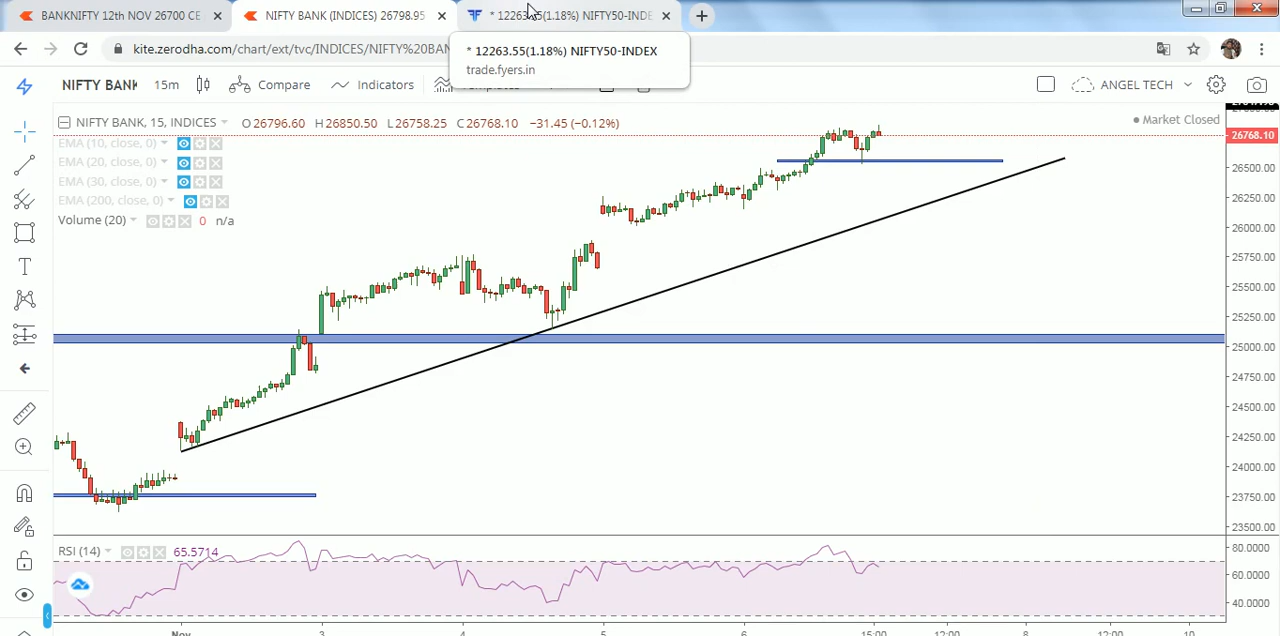 BANKNIFTY 12th NOV 26700 CE
NIFTY BANK (INDICES) 26798.95
* 12263.55(1.18%) NIFTY50-INDE
kite.zerodha.com/chart/ext/tvc/INDICES/NIFTY%20BAN
* 12263.55(1.18%) NIFTY50-INDEX
trade.fyers.in
NIFTY BANK
15m
Compare
Indicators
ANGEL TECH
NIFTY BANK, 15, INDICES
O26796.60 H26850.50 L26758.25 C26768.10 −31.45 (−0.12%)
Market Closed
EMA (10, close, 0)
EMA (20, close, 0)
EMA (30, close, 0)
EMA (200, close, 0)
Volume (20) 0 n/a
26768.10
26500.00
26250.00
26000.00
25750.00
25500.00
25250.00
25000.00
24750.00
24500.00
24250.00
24000.00
23750.00
23500.00
RSI (14) 65.5714
80.0000
60.0000
40.0000
T
Nov 3 4 5 6 15:00 12:00 8 12:00 10